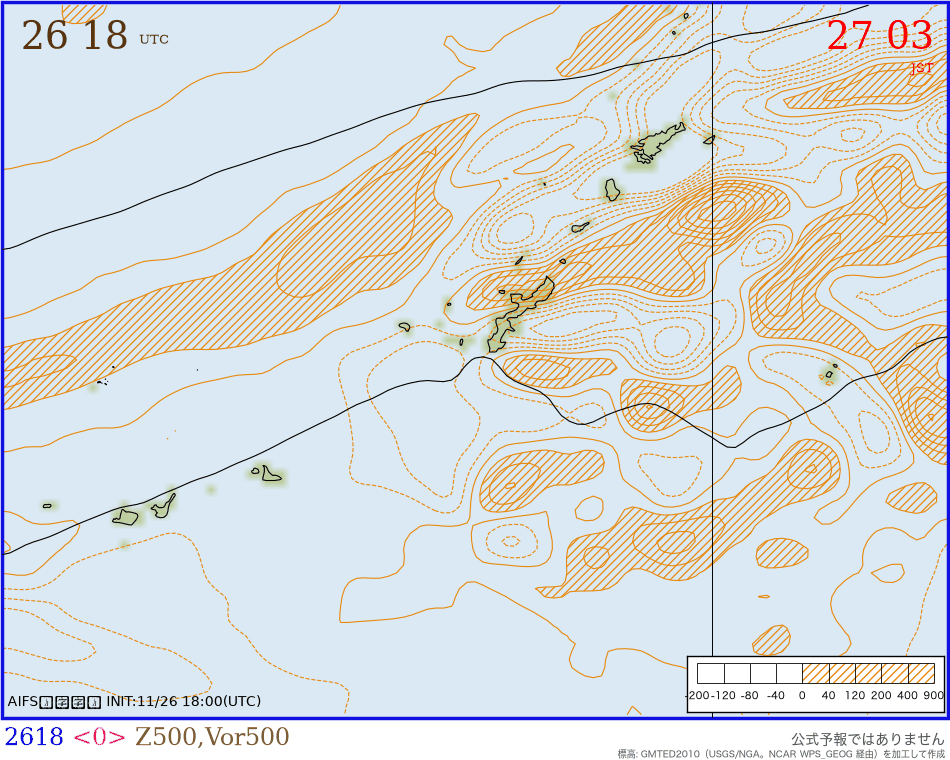 26 18 UTC
27 03
JST
-200 -120 -80 -40 0 40 120 200 400 900
AIFS INIT:11/26 18:00(UTC)
2618 <0> Z500,Vor500
公式予報ではありません
標高: GMTED2010（USGS/NGA。NCAR WPS_GEOG 経由）を加工して作成